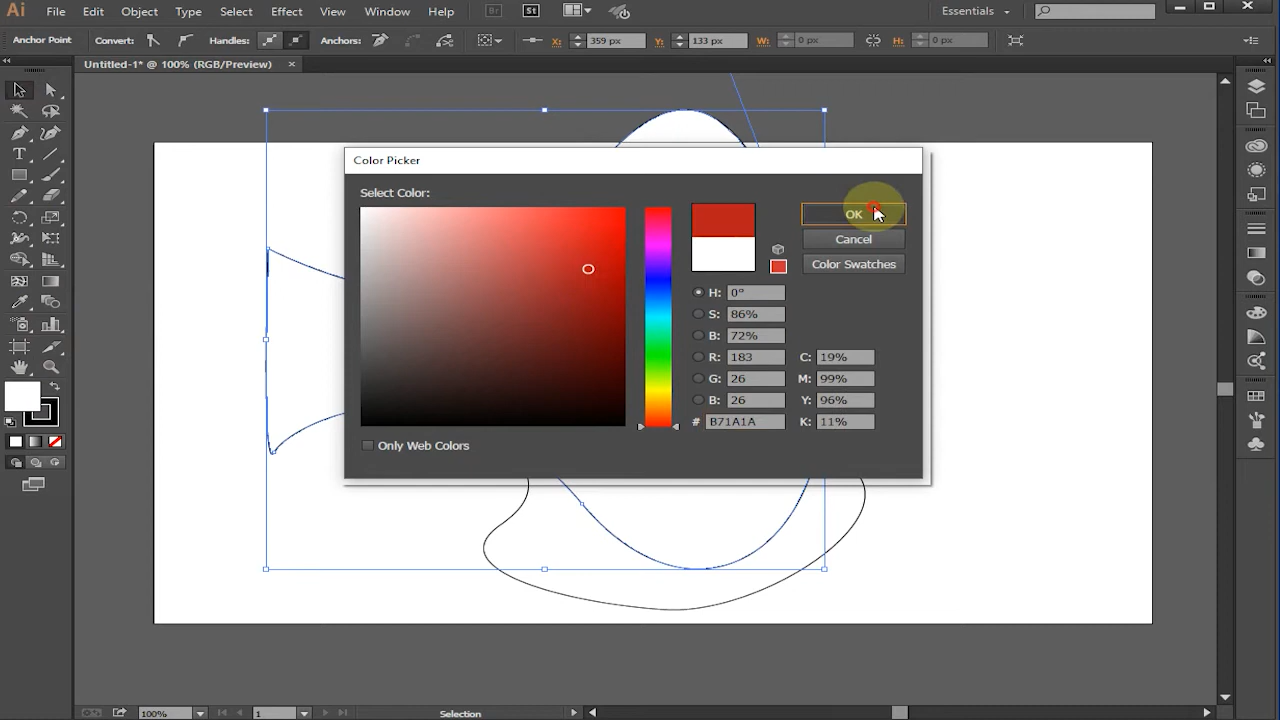 Ai File Edit Object Type Select Effect View Window Help Br St Essentials
Anchor Point Convert: Handles: Anchors: X: 359 px Y: 133 px W: 0 px H: 0 px
Untitled-1* @ 100% (RGB/Preview) ×
Color Picker
Select Color:
OK
Cancel
Color Swatches
H: 0°
S: 86%
B: 72%
R: 183 C: 19%
G: 26 M: 99%
B: 26 Y: 96%
# B71A1A K: 11%
Only Web Colors
100% 1 Selection